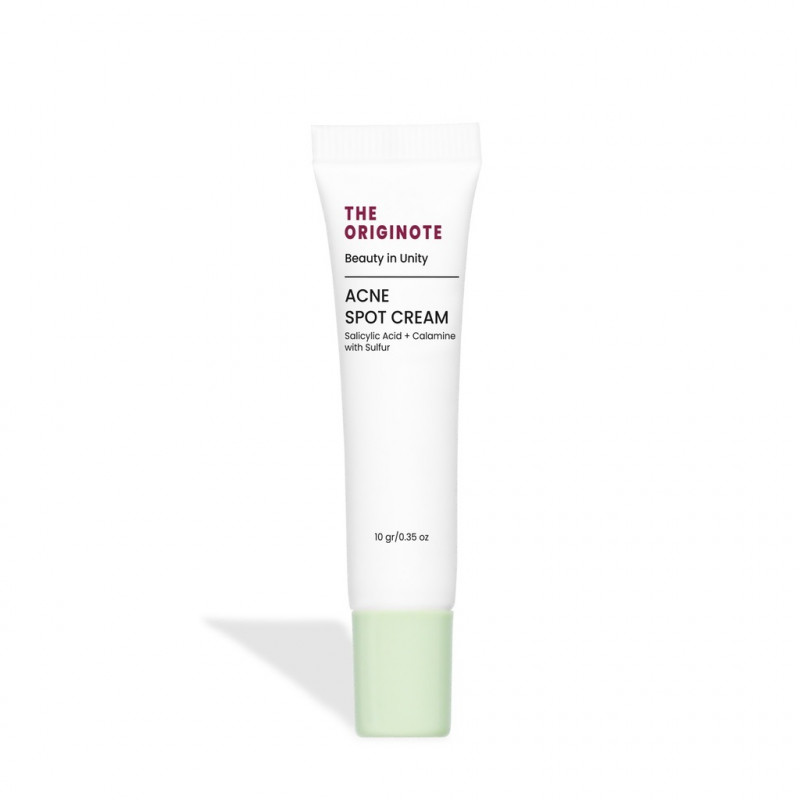 THE
ORIGINOTE
Beauty in Unity
ACNE
SPOT CREAM
Salicylic Acid + Calamine
with Sulfur
10 gr/0.35 oz